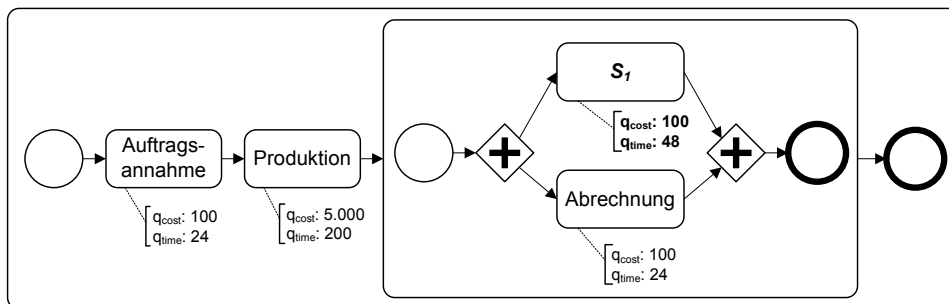 Auftrags-
annahme
qcost: 100
qtime: 24
Produktion
qcost: 5.000
qtime: 200
S1
qcost: 100
qtime: 48
Abrechnung
qcost: 100
qtime: 24